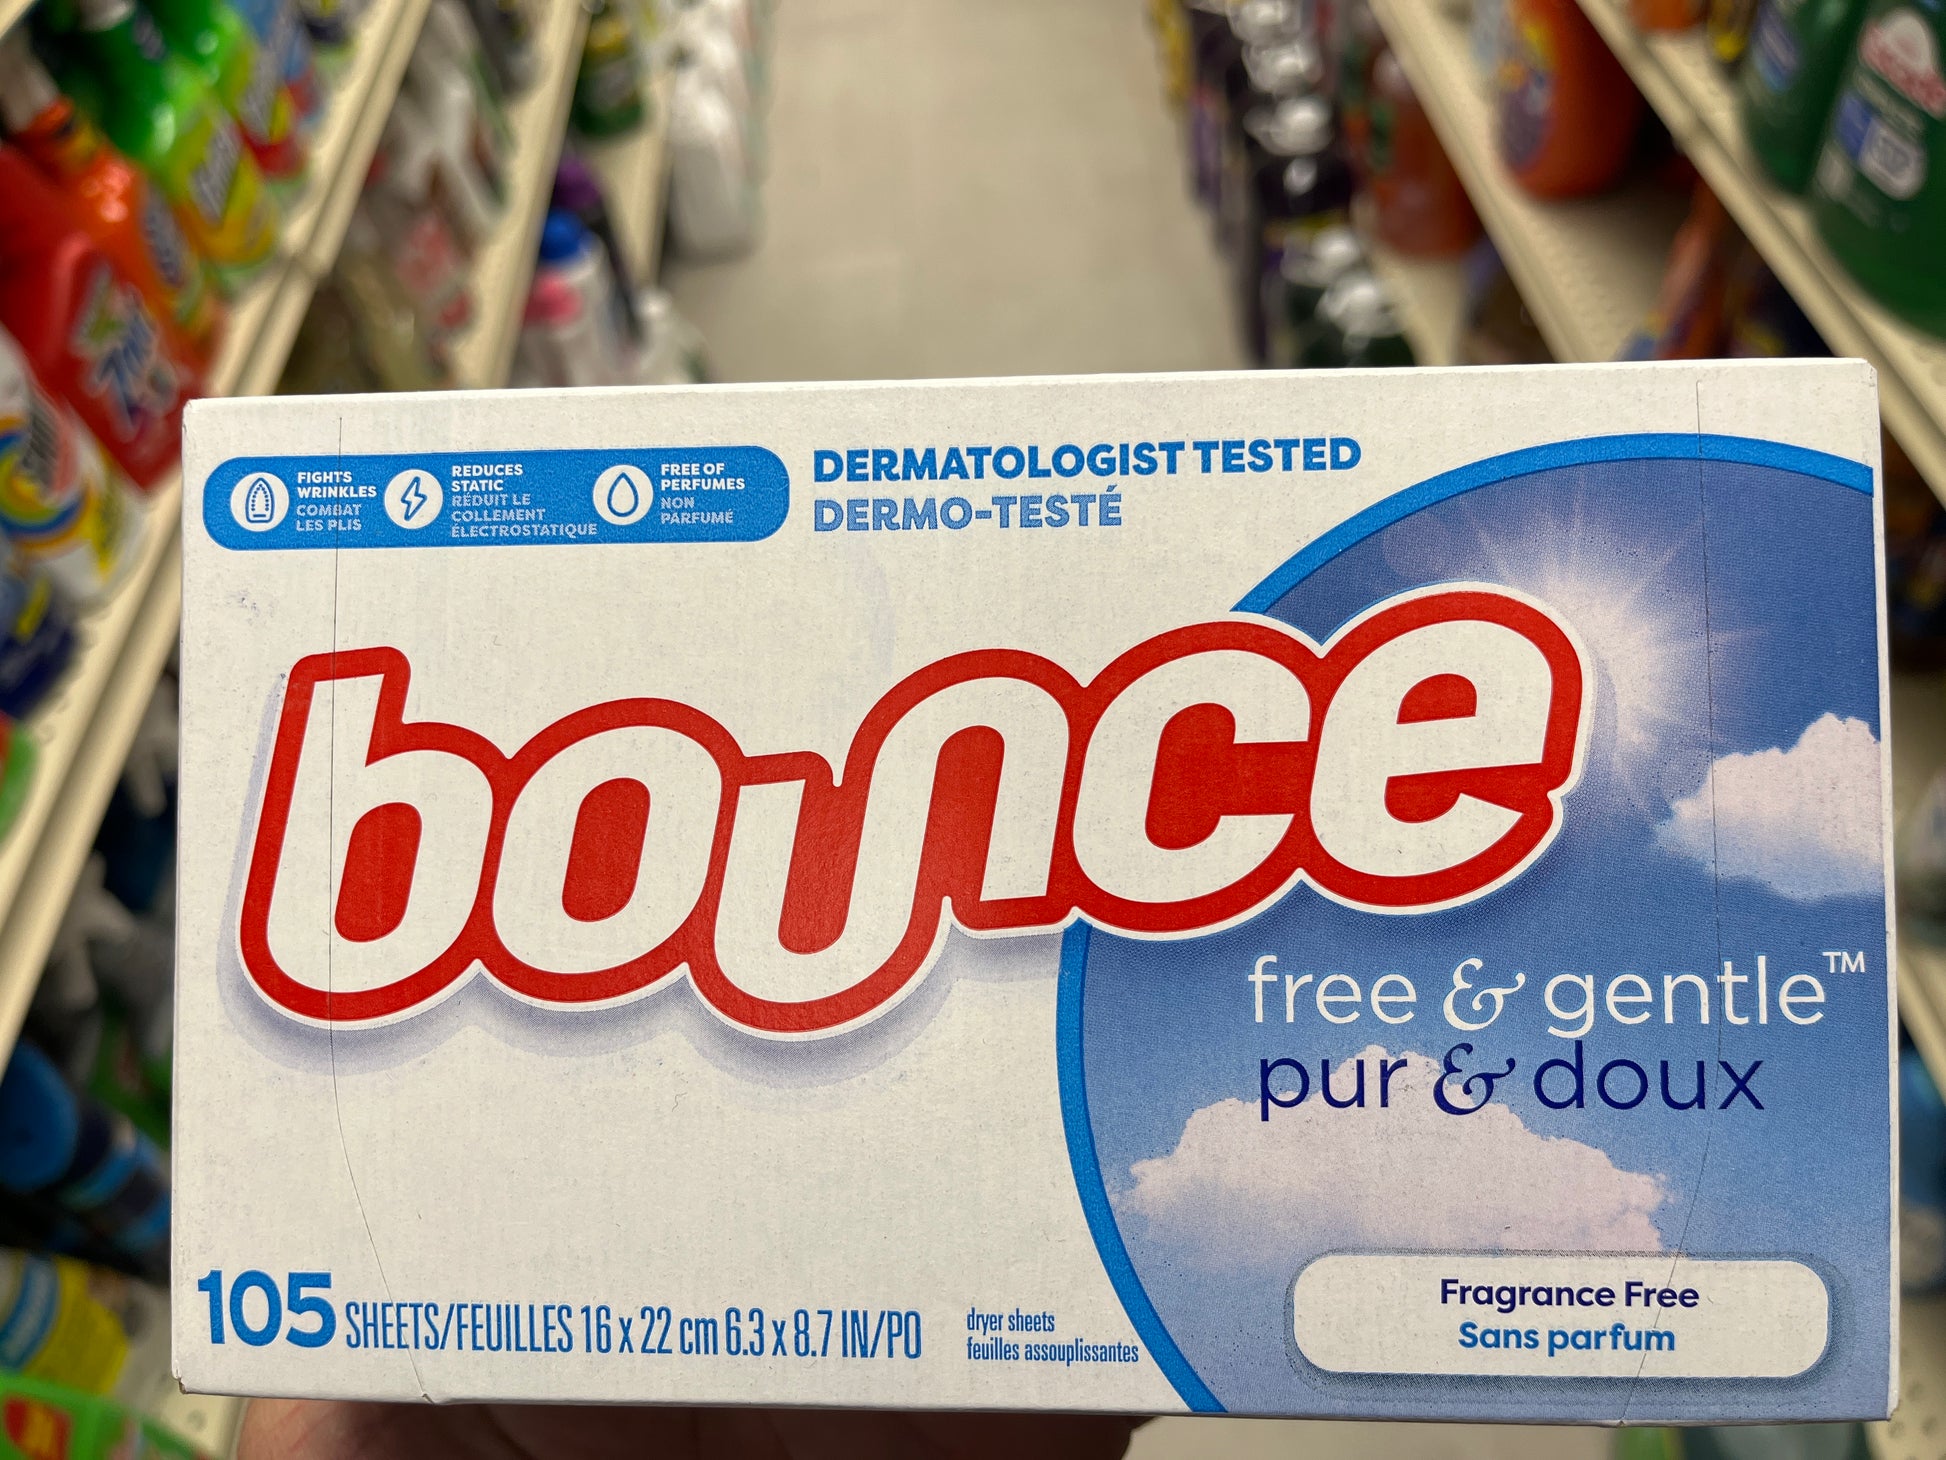 FIGHTS
WRINKLES
COMBAT
LES PLIS
REDUCES
STATIC
RÉDUIT LE
COLLEMENT
ÉLECTROSTATIQUE
FREE OF
PERFUMES
NON
PARFUMÉ
DERMATOLOGIST TESTED
DERMO-TESTÉ
bounce
free & gentle™
pur & doux
105 SHEETS/FEUILLES 16 x 22 cm 6.3 x 8.7 IN/PO
dryer sheets
feuilles assouplissantes
Fragrance Free
Sans parfum